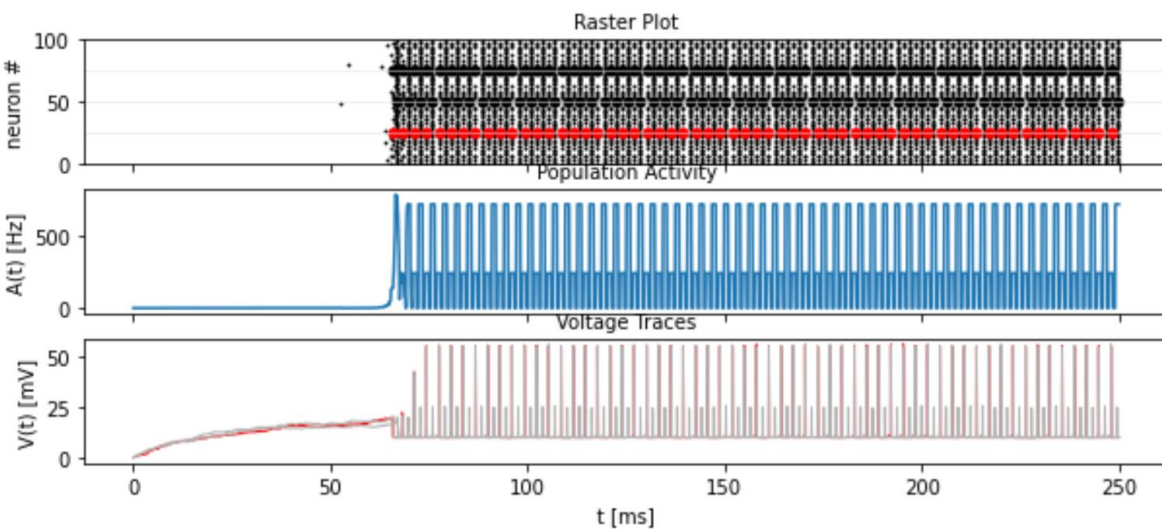 Raster Plot
100
50
0
neuron #
Population Activity
500
0
A(t) [Hz]
Voltage Traces
50
25
0
V(t) [mV]
0 50 100 150 200 250
t [ms]